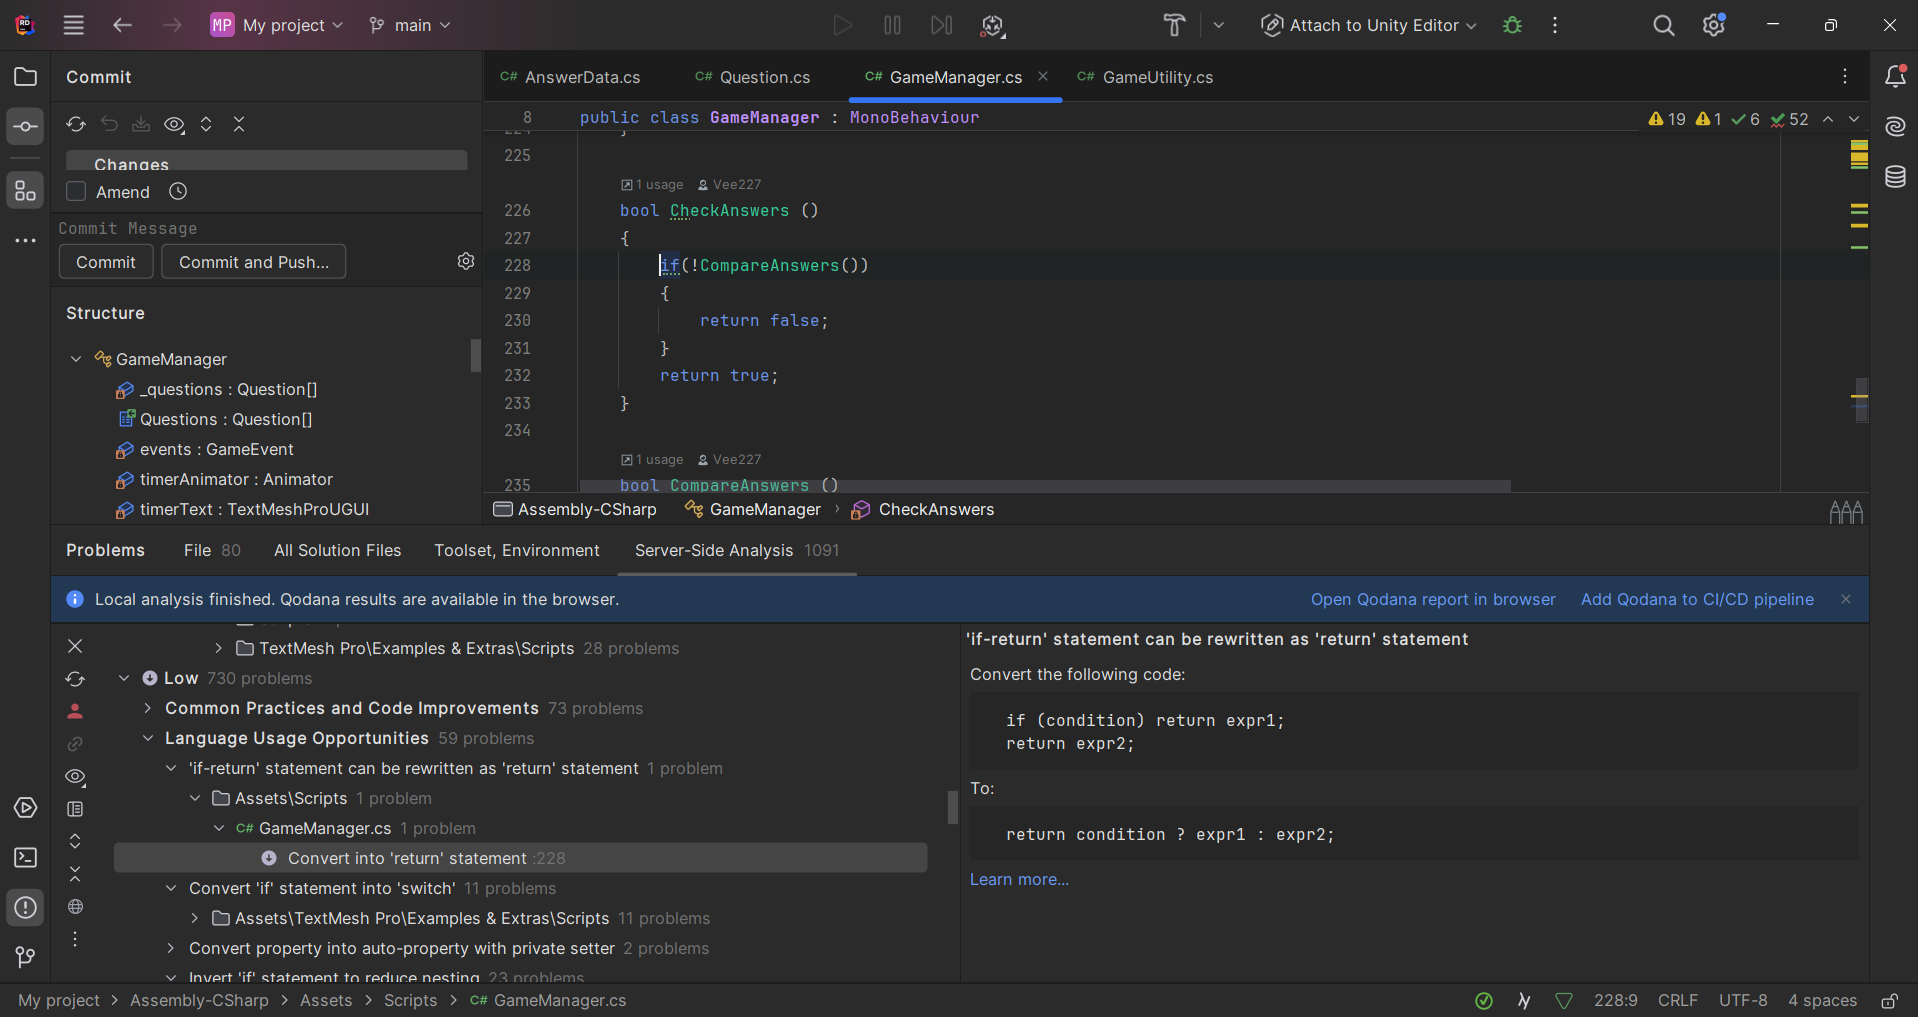 MP My project main Attach to Unity Editor
Commit
Changes
Amend
Commit Message
Commit Commit and Push...
Structure
GameManager
_questions : Question[]
Questions : Question[]
events : GameEvent
timerAnimator : Animator
timerText : TextMeshProUGUI
C# AnswerData.cs C# Question.cs C# GameManager.cs C# GameUtility.cs
8 public class GameManager : MonoBehaviour 19 1 6 52
224 }
225
1 usage Vee227
226 bool CheckAnswers ()
227 {
228 if(!CompareAnswers())
229 {
230 return false;
231 }
232 return true;
233 }
234
1 usage Vee227
235 bool CompareAnswers ()
Assembly-CSharp GameManager › CheckAnswers
Problems File 80 All Solution Files Toolset, Environment Server-Side Analysis 1091
Local analysis finished. Qodana results are available in the browser. Open Qodana report in browser Add Qodana to CI/CD pipeline
TextMesh Pro\Examples & Extras\Scripts 28 problems
Low 730 problems
Common Practices and Code Improvements 73 problems
Language Usage Opportunities 59 problems
'if-return' statement can be rewritten as 'return' statement 1 problem
Assets\Scripts 1 problem
C# GameManager.cs 1 problem
Convert into 'return' statement :228
Convert 'if' statement into 'switch' 11 problems
Assets\TextMesh Pro\Examples & Extras\Scripts 11 problems
Convert property into auto-property with private setter 2 problems
Invert 'if' statement to reduce nesting 23 problems
'if-return' statement can be rewritten as 'return' statement
Convert the following code:
if (condition) return expr1;
return expr2;
To:
return condition ? expr1 : expr2;
Learn more...
My project > Assembly-CSharp > Assets > Scripts > C# GameManager.cs 228:9 CRLF UTF-8 4 spaces